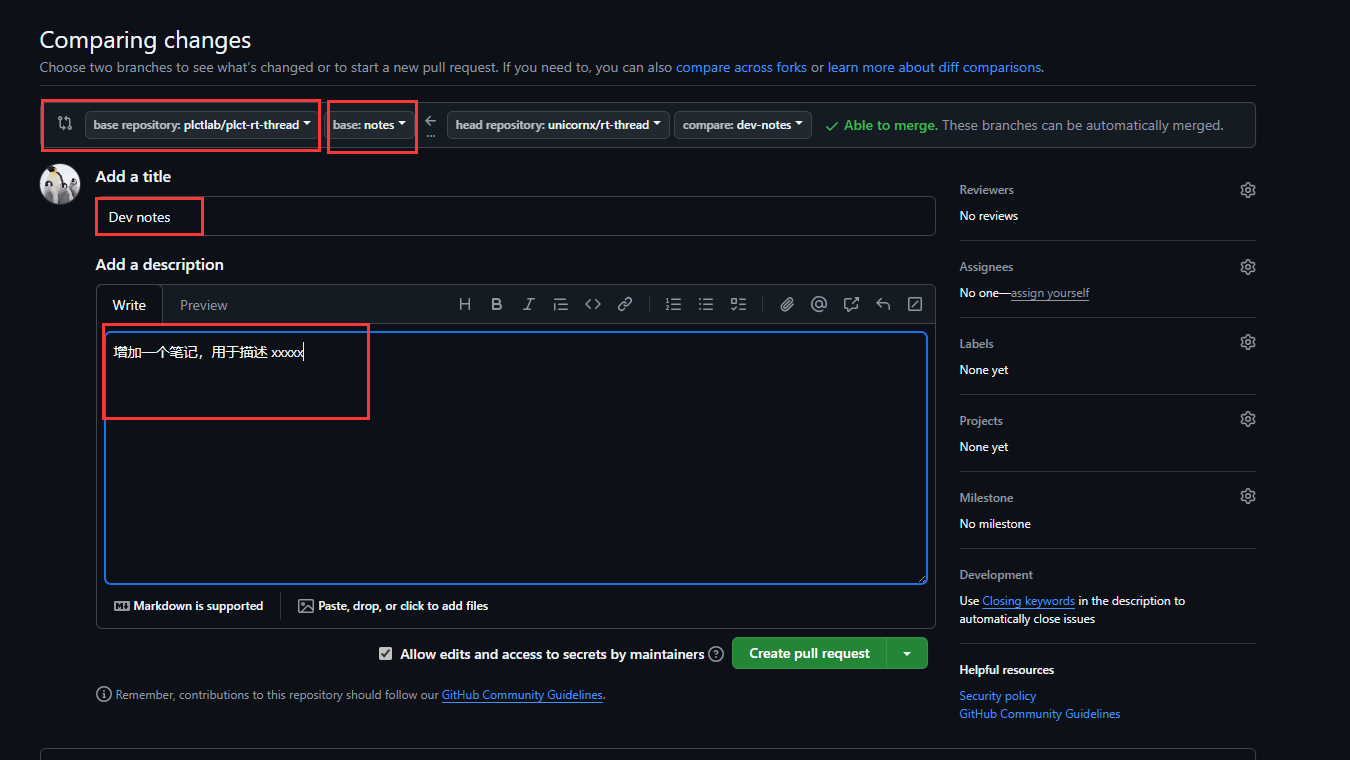 Comparing changes
Choose two branches to see what's changed or to start a new pull request. If you need to, you can also compare across forks or learn more about diff comparisons.
base repository: plctlab/plct-rt-thread base: notes ← ... head repository: unicornx/rt-thread compare: dev-notes ✓ Able to merge. These branches can be automatically merged.
Add a title
Dev notes
Add a description
Write Preview
增加一个笔记，用于描述 xxxxx
Markdown is supported Paste, drop, or click to add files
Allow edits and access to secrets by maintainers Create pull request
Remember, contributions to this repository should follow our GitHub Community Guidelines.
Reviewers
No reviews
Assignees
No one—assign yourself
Labels
None yet
Projects
None yet
Milestone
No milestone
Development
Use Closing keywords in the description to
automatically close issues
Helpful resources
Security policy
GitHub Community Guidelines